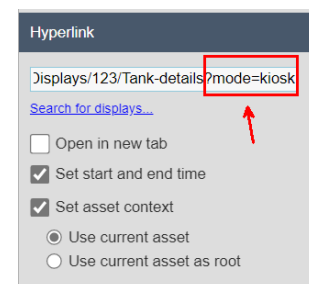 Hyperlink
Displays/123/Tank-details?mode=kiosk
Search for displays...
Open in new tab
Set start and end time
Set asset context
Use current asset
Use current asset as root